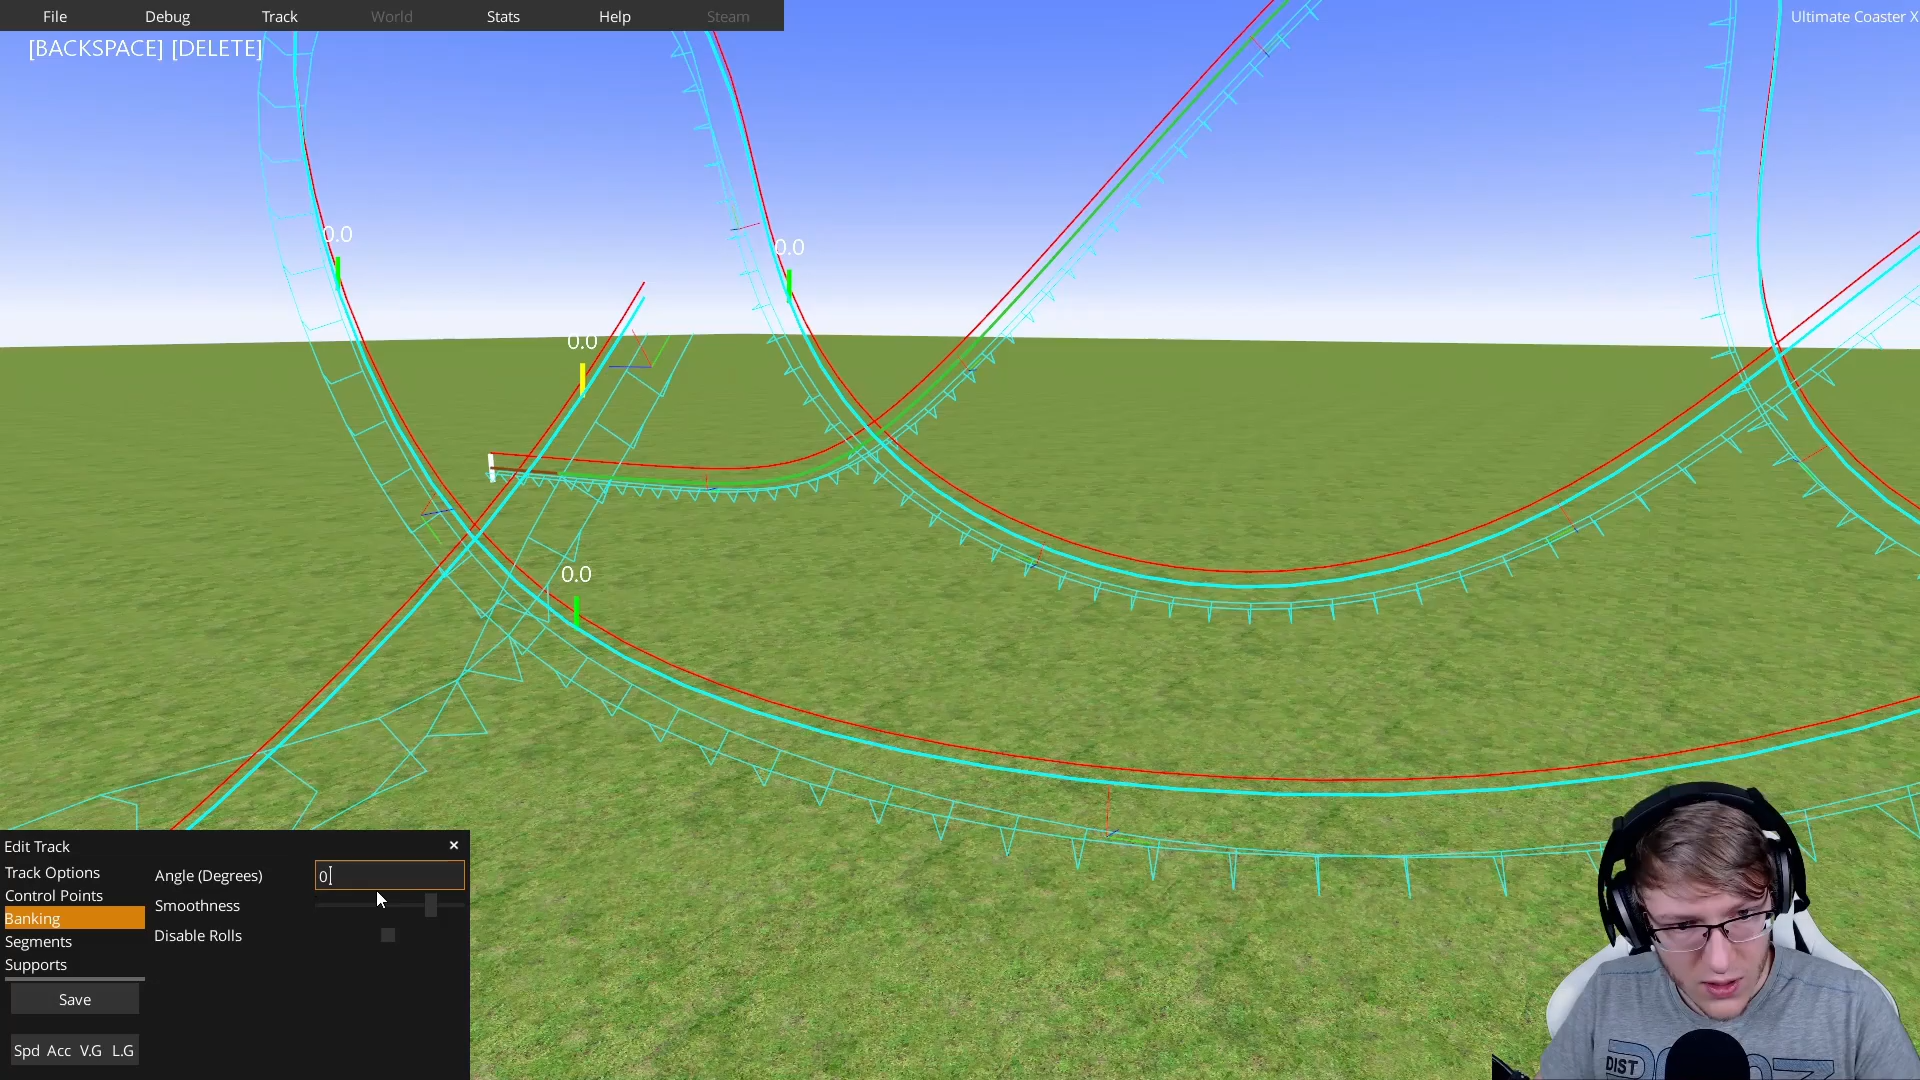 File Debug Track World Stats Help Steam
Ultimate Coaster X
[BACKSPACE] [DELETE]
0.0
0.0
0.0
0.0
Edit Track ×
Track Options
Control Points
Banking
Segments
Supports
Save
Spd Acc V.G L.G
Angle (Degrees) 0
Smoothness
Disable Rolls
DIST